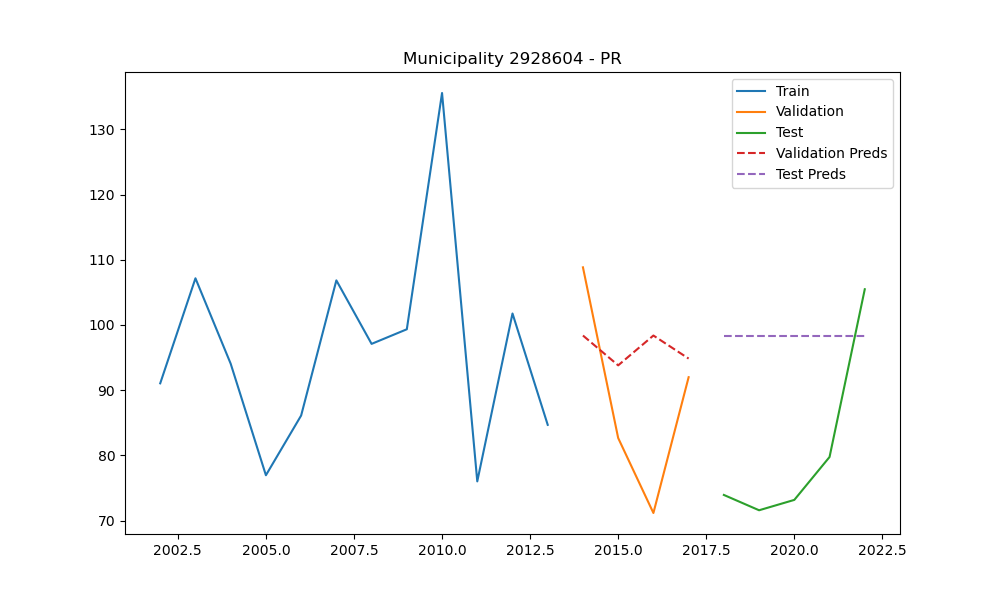 Municipality 2928604 - PR
Train
Validation
Test
Validation Preds
Test Preds
130
120
110
100
90
80
70
2002.5 2005.0 2007.5 2010.0 2012.5 2015.0 2017.5 2020.0 2022.5